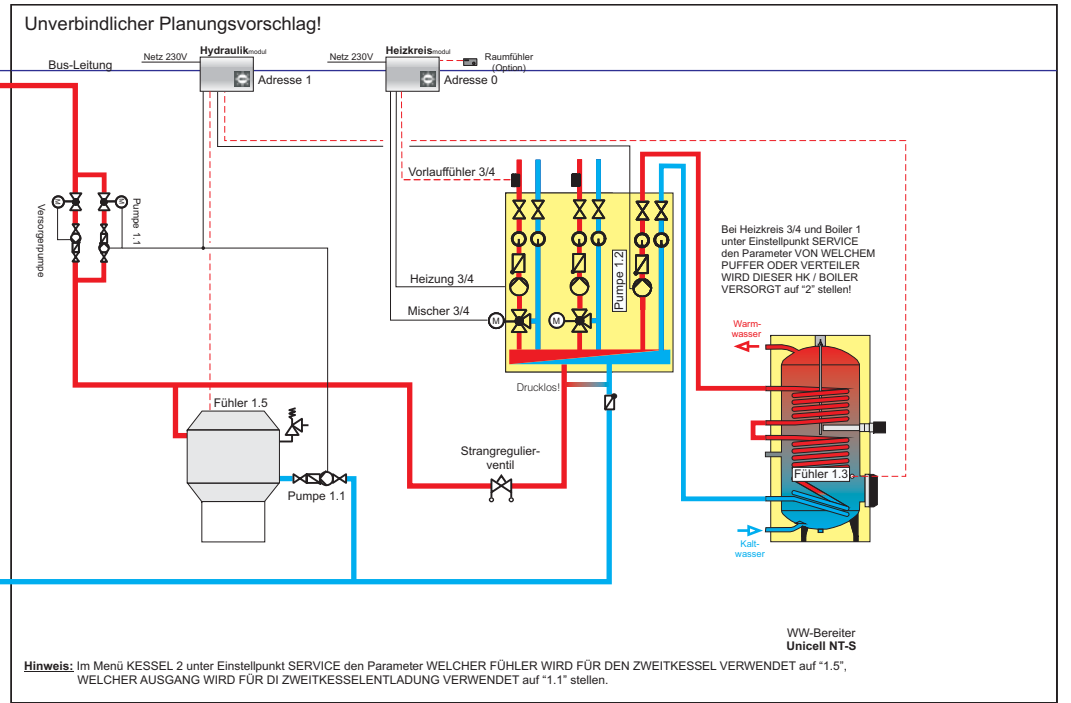 Unverbindlicher Planungsvorschlag!
Bus-Leitung
Netz 230V
Hydraulikmodul
Adresse 1
Netz 230V
Heizkreismodul
Adresse 0
Raumfühler
(Option)
Vorlauffühler 3/4
M
M
Versorgerpumpe
Pumpe 1.1
Heizung 3/4
Mischer 3/4
M
M
Pumpe 1.2
Bei Heizkreis 3/4 und Boiler 1
unter Einstellpunkt SERVICE
den Parameter VON WELCHEM
PUFFER ODER VERTEILER
WIRD DIESER HK / BOILER
VERSORGT auf “2” stellen!
Warm-
wasser
Drucklos!
Fühler 1.5
Pumpe 1.1
Strangregulier-
ventil
Fühler 1.3
Kalt-
wasser
WW-Bereiter
Unicell NT-S
Hinweis: Im Menü KESSEL 2 unter Einstellpunkt SERVICE den Parameter WELCHER FÜHLER WIRD FÜR DEN ZWEITKESSEL VERWENDET auf “1.5”,
WELCHER AUSGANG WIRD FÜR DI ZWEITKESSELENTLADUNG VERWENDET auf “1.1” stellen.